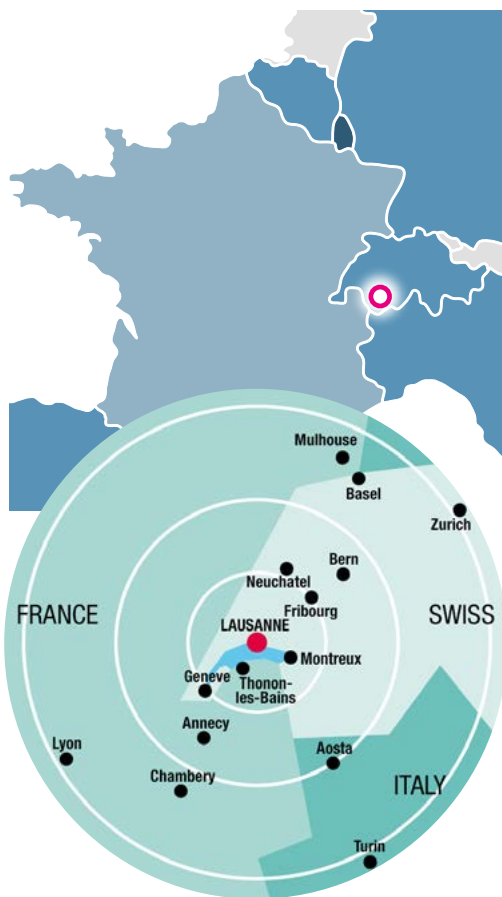 Mulhouse
Basel
Zurich
Bern
Neuchatel
Fribourg
FRANCE
SWISS
LAUSANNE
Montreux
Geneve
Thonon-
les-Bains
Annecy
Lyon
Aosta
Chambery
ITALY
Turin